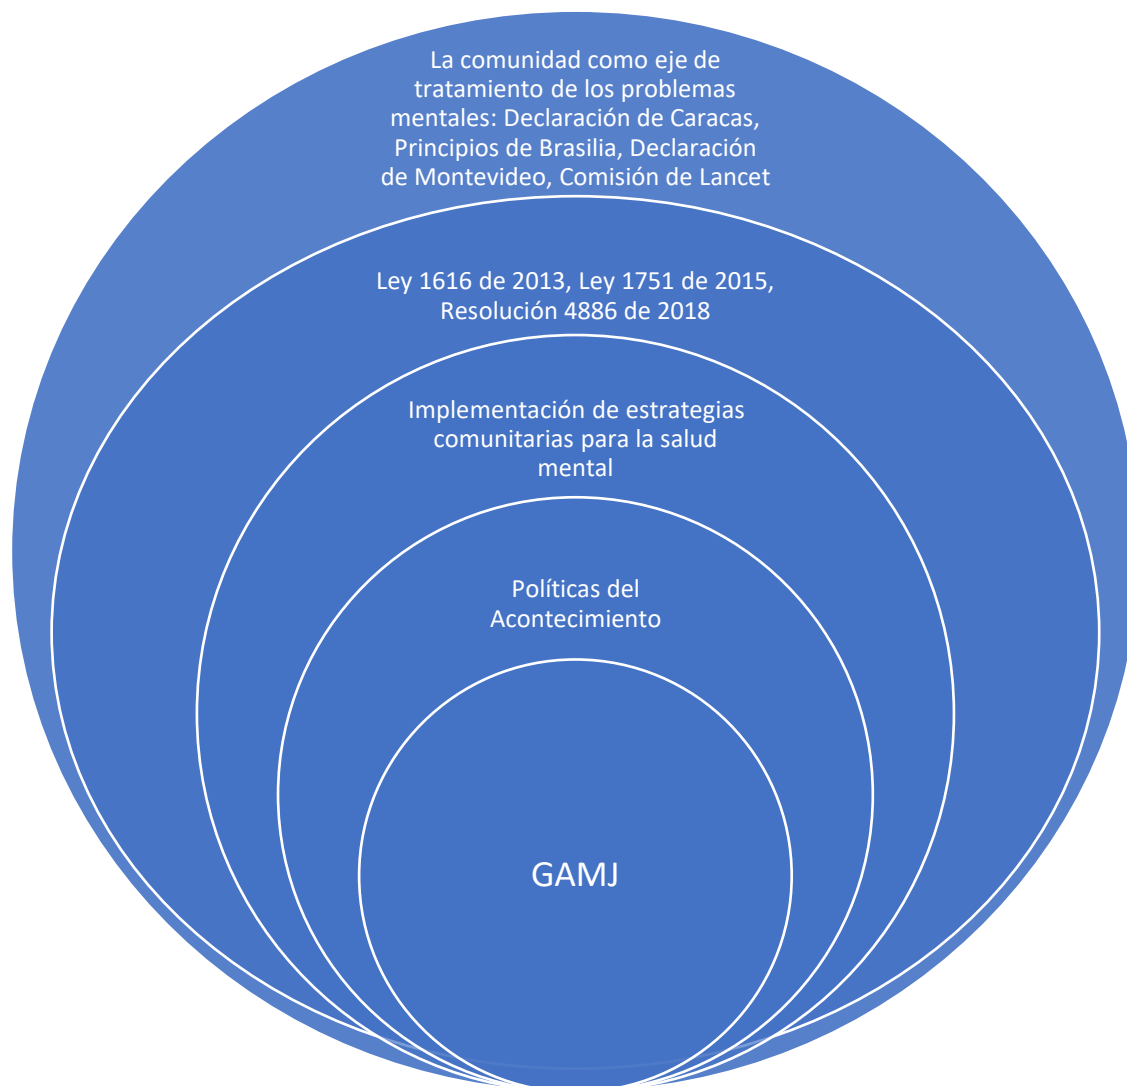 La comunidad como eje de
tratamiento de los problemas
mentales: Declaración de Caracas,
Principios de Brasilia, Declaración
de Montevideo, Comisión de Lancet
Ley 1616 de 2013, Ley 1751 de 2015,
Resolución 4886 de 2018
Implementación de estrategias
comunitarias para la salud
mental
Políticas del
Acontecimiento
GAMJ